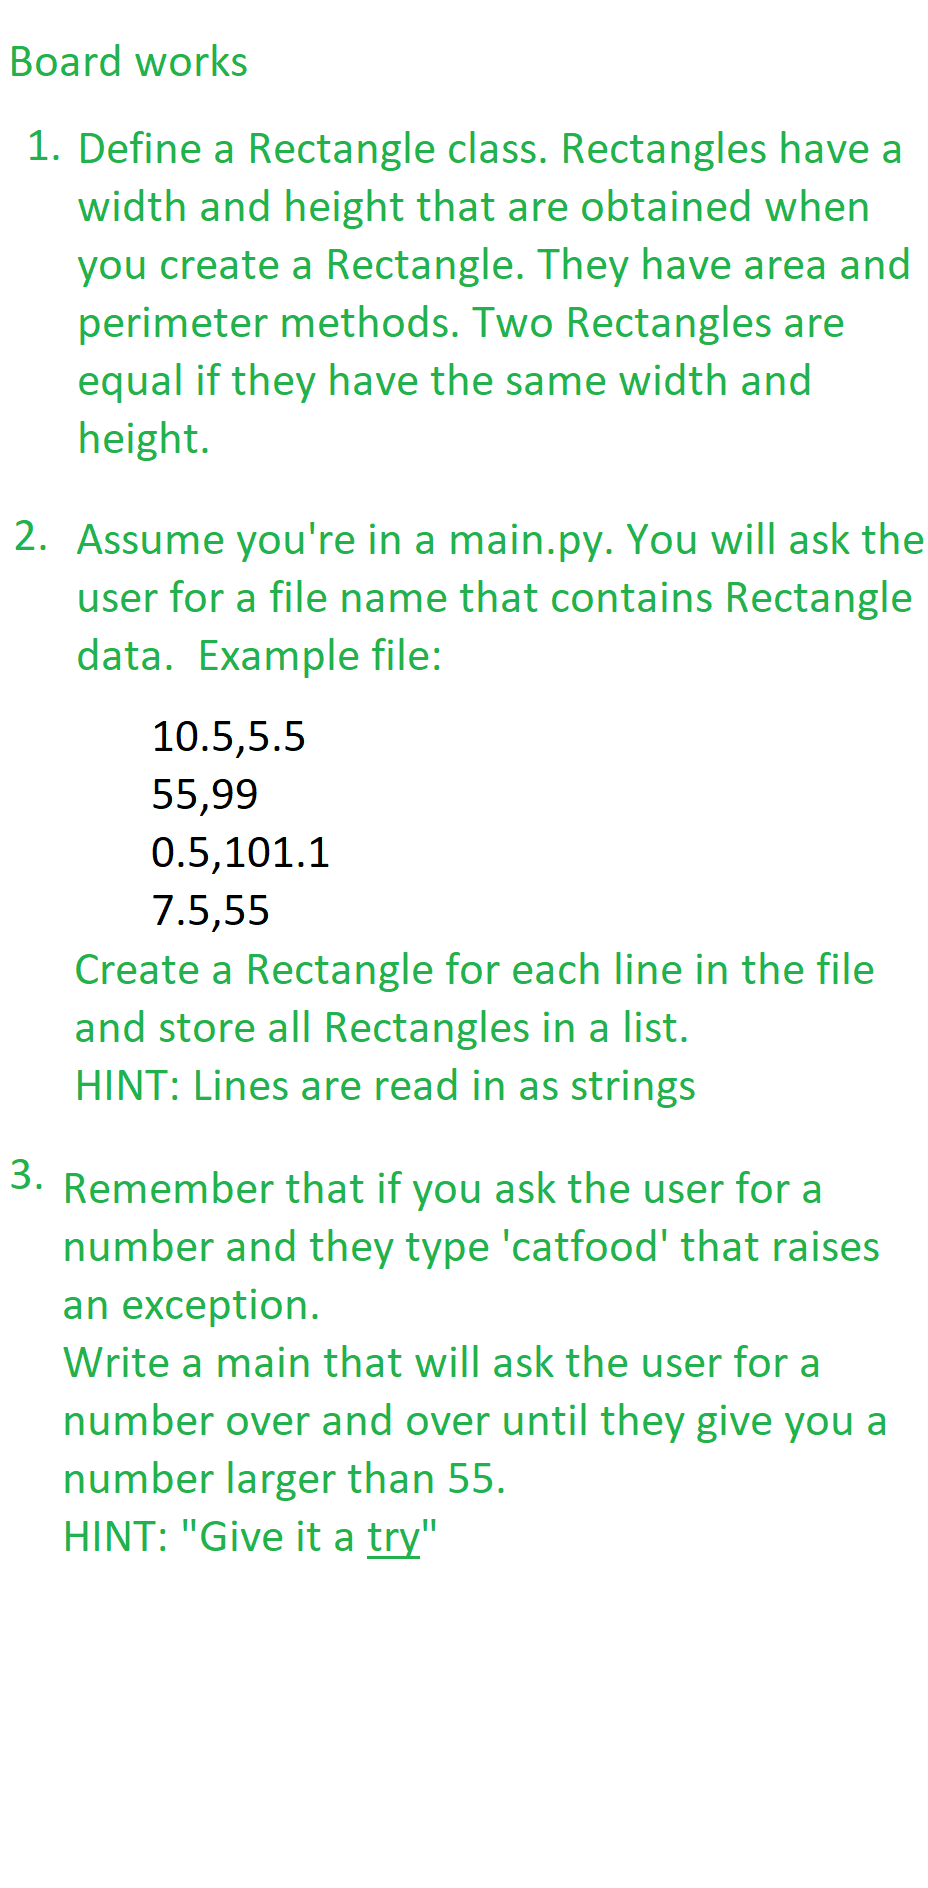 Board works
1. Define a Rectangle class. Rectangles have a
width and height that are obtained when
you create a Rectangle. They have area and
perimeter methods. Two Rectangles are
equal if they have the same width and
height.
2. Assume you're in a main.py. You will ask the
user for a file name that contains Rectangle
data.  Example file:
10.5,5.5
55,99
0.5,101.1
7.5,55
Create a Rectangle for each line in the file
and store all Rectangles in a list.
HINT: Lines are read in as strings
3. Remember that if you ask the user for a
number and they type 'catfood' that raises
an exception.
Write a main that will ask the user for a
number over and over until they give you a
number larger than 55.
HINT: "Give it a try"